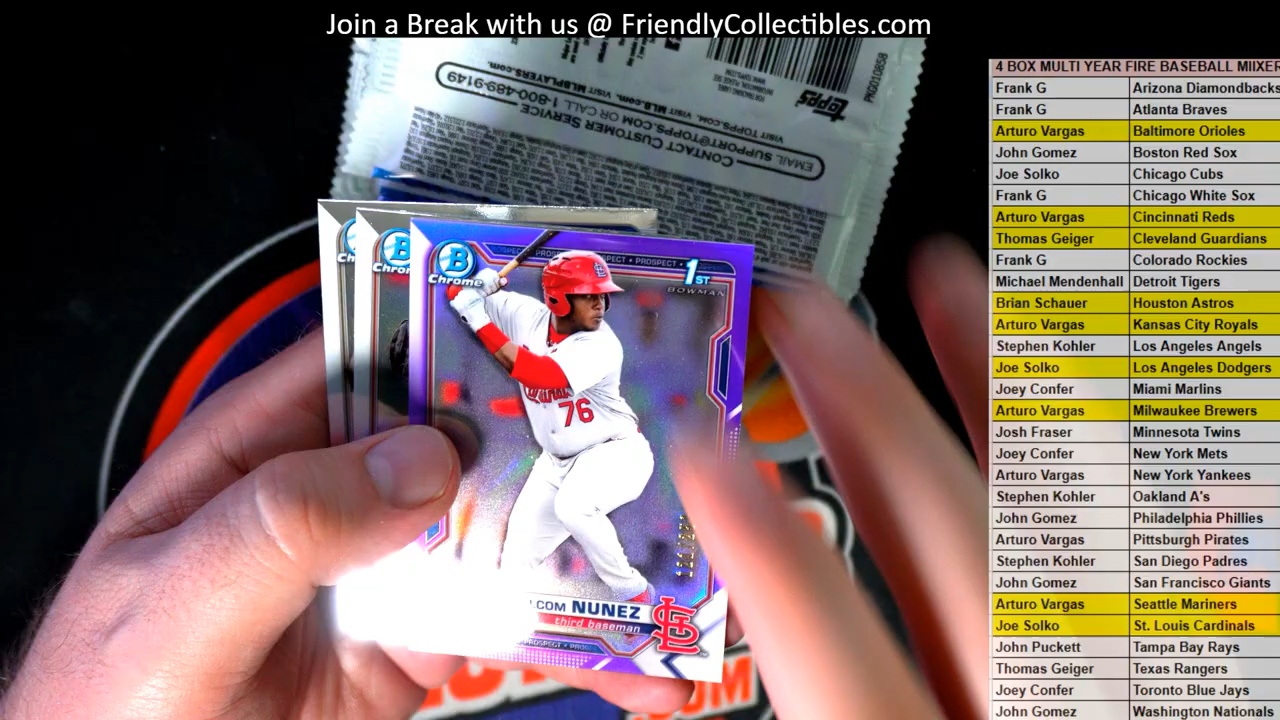 Join a Break with us @ FriendlyCollectibles.com
PKG010858
topps
VISIT TOPPS.COM
VISIT MLB.COM. VISIT MLBPLAYERS.COM.
EMAIL SUPPORT@TOPPS.COM OR CALL 1-800-489-9149
CONTACT CUSTOMER SERVICE
B
Chrome
PROSPECT
1ST
BOWMAN
76
NUNEZ
third baseman
4 BOX MULTI YEAR FIRE BASEBALL MIIXER
Frank G Arizona Diamondbacks
Frank G Atlanta Braves
Arturo Vargas Baltimore Orioles
John Gomez Boston Red Sox
Joe Solko Chicago Cubs
Frank G Chicago White Sox
Arturo Vargas Cincinnati Reds
Thomas Geiger Cleveland Guardians
Frank G Colorado Rockies
Michael Mendenhall Detroit Tigers
Brian Schauer Houston Astros
Arturo Vargas Kansas City Royals
Stephen Kohler Los Angeles Angels
Joe Solko Los Angeles Dodgers
Joey Confer Miami Marlins
Arturo Vargas Milwaukee Brewers
Josh Fraser Minnesota Twins
Joey Confer New York Mets
Arturo Vargas New York Yankees
Stephen Kohler Oakland A's
John Gomez Philadelphia Phillies
Arturo Vargas Pittsburgh Pirates
Stephen Kohler San Diego Padres
John Gomez San Francisco Giants
Arturo Vargas Seattle Mariners
Joe Solko St. Louis Cardinals
John Puckett Tampa Bay Rays
Thomas Geiger Texas Rangers
Joey Confer Toronto Blue Jays
John Gomez Washington Nationals